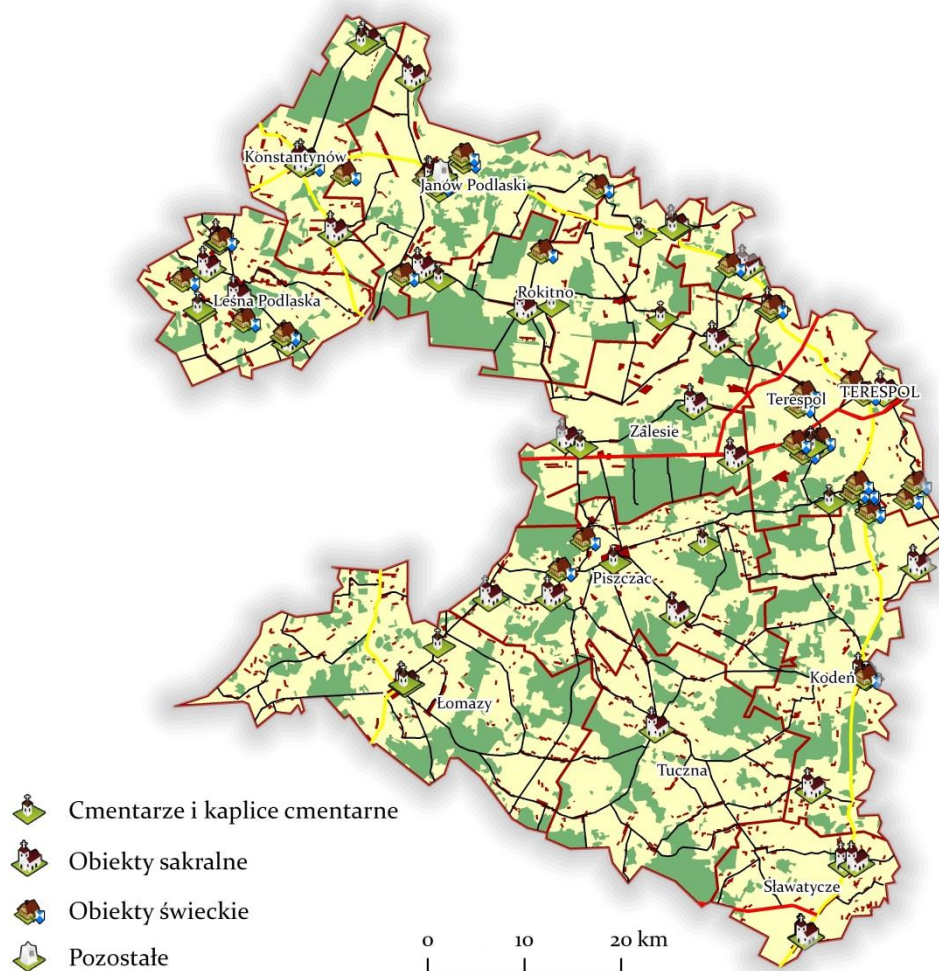 Konstantynów
Janów Podlaski
Leśna Podlaska
Rokitno
Terespol
TERESPOL
Zalesie
Piszczac
Kodeń
Łomazy
Tuczna
Sławatycze
Cmentarze i kaplice cmentarne
Obiekty sakralne
Obiekty świeckie
Pozostałe
0 10 20 km